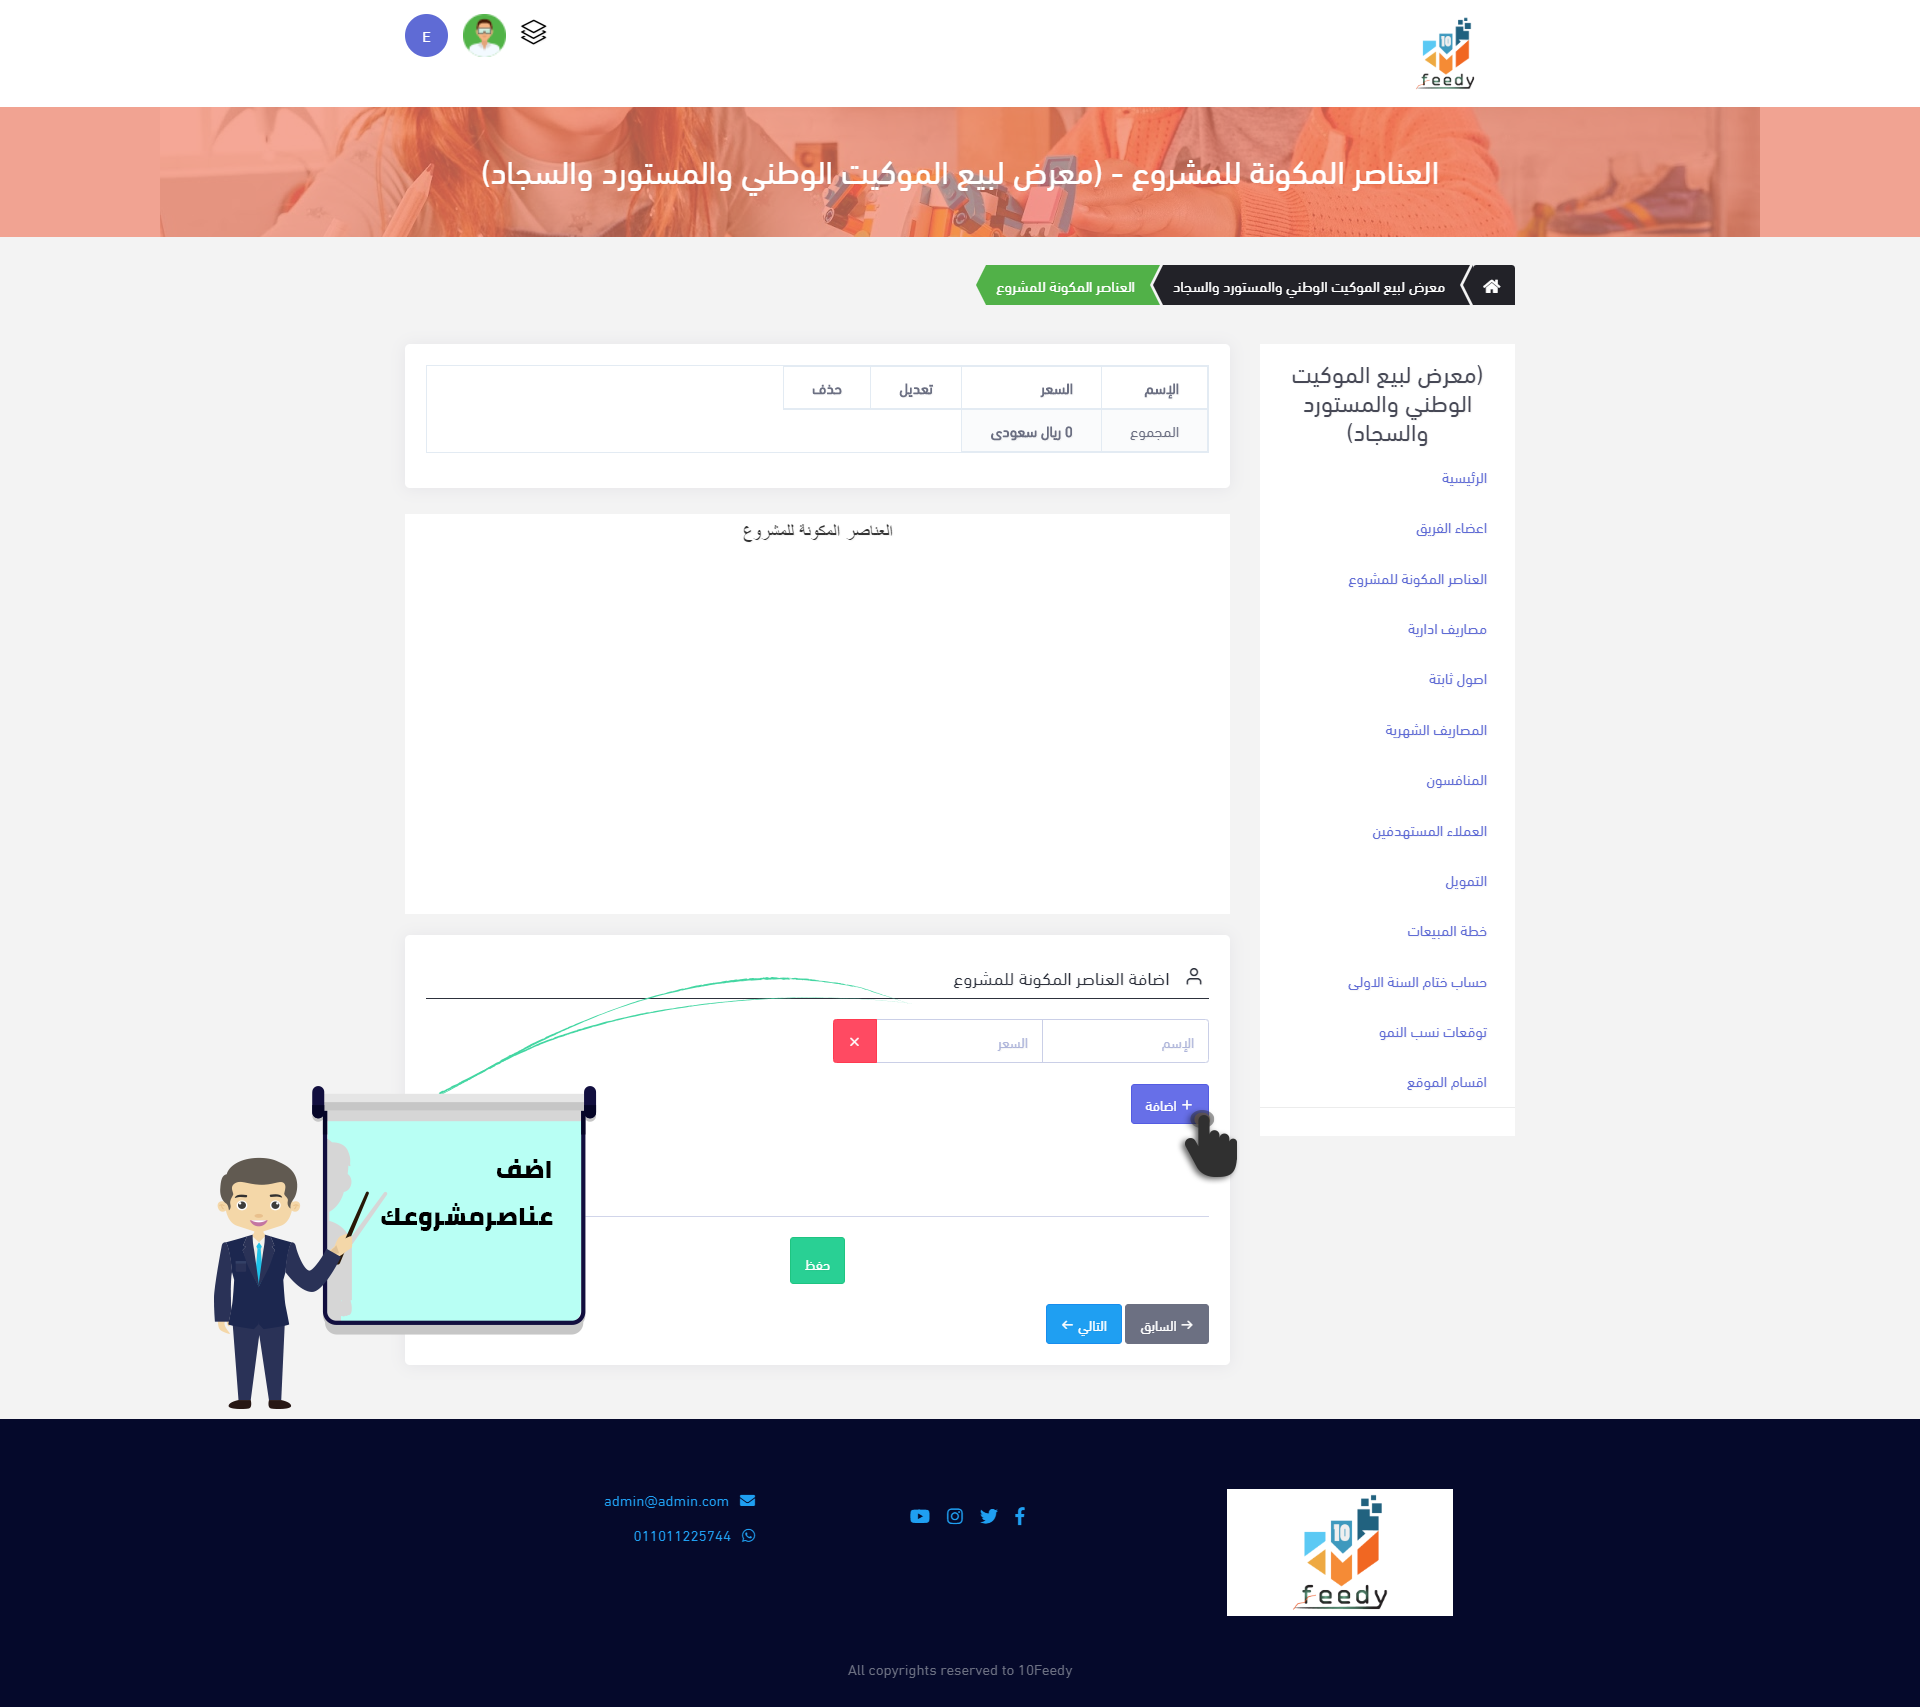 E
10
feedy
العناصر المكونة للمشروع - (معرض لبيع الموكيت الوطني والمستورد والسجاد)
معرض لبيع الموكيت الوطني والمستورد والسجاد
العناصر المكونة للمشروع
(معرض لبيع الموكيت
الوطني والمستورد
والسجاد)
الرئيسية
اعضاء الفريق
العناصر المكونة للمشروع
مصاريف ادارية
اصول ثابتة
المصاريف الشهرية
المنافسون
العملاء المستهدفين
التمويل
خطة المبيعات
حساب ختام السنة الاولى
توقعات نسب النمو
اقسام الموقع
الإسم السعر تعديل حذف
المجموع 0 ريال سعودى
العناصر المكونة للمشروع
اضافة العناصر المكونة للمشروع
الإسم السعر
اضافة
اضف
عناصرمشروعك
حفظ
السابق التالي
10
feedy
admin@admin.com
011011225744
All copyrights reserved to 10Feedy